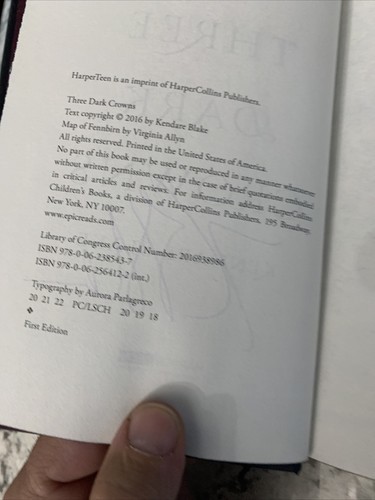 HarperTeen is an imprint of HarperCollins Publishers.
Three Dark Crowns
Text copyright © 2016 by Kendare Blake
Map of Fennbirn by Virginia Allyn
All rights reserved. Printed in the United States of America.
No part of this book may be used or reproduced in any manner whatsoever
without written permission except in the case of brief quotations embodied
in critical articles and reviews. For information address HarperCollins
Children's Books, a division of HarperCollins Publishers, 195 Broadway,
New York, NY 10007.
www.epicreads.com
Library of Congress Control Number: 2016938986
ISBN 978-0-06-238543-7
ISBN 978-0-06-256412-2 (int.)
Typography by Aurora Parlagreco
20 21 22 PC/LSCH 20 19 18
First Edition